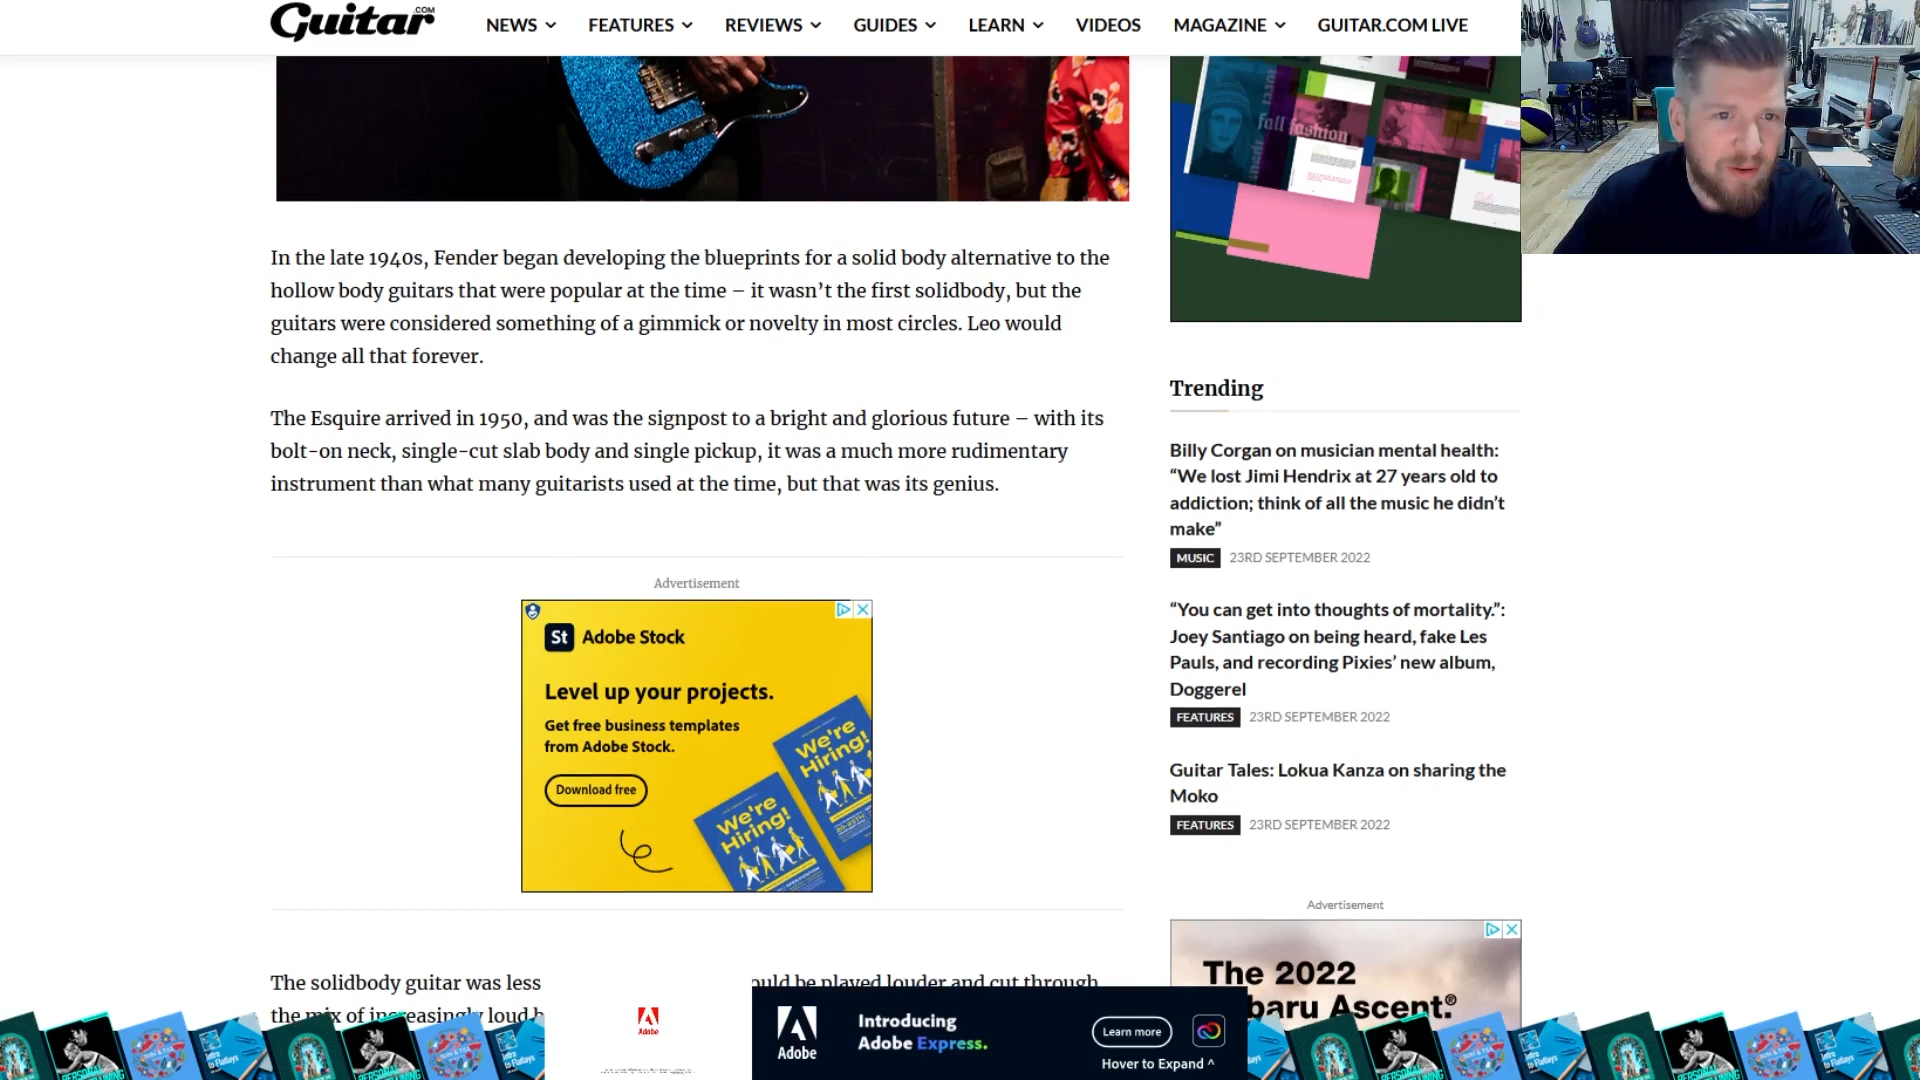 Guitar.COM
NEWS
FEATURES
REVIEWS
GUIDES
LEARN
VIDEOS
MAGAZINE
GUITAR.COM LIVE
fall fashion
In the late 1940s, Fender began developing the blueprints for a solid body alternative to the
hollow body guitars that were popular at the time – it wasn’t the first solidbody, but the
guitars were considered something of a gimmick or novelty in most circles. Leo would
change all that forever.
The Esquire arrived in 1950, and was the signpost to a bright and glorious future – with its
bolt-on neck, single-cut slab body and single pickup, it was a much more rudimentary
instrument than what many guitarists used at the time, but that was its genius.
Advertisement
St Adobe Stock
Level up your projects.
Get free business templates
from Adobe Stock.
Download free
We're
Hiring!
We're
Hiring!
The solidbody guitar was less
ould be played louder and cut through
the mix of increasingly loud
Trending
Billy Corgan on musician mental health:
“We lost Jimi Hendrix at 27 years old to
addiction; think of all the music he didn’t
make”
MUSIC 23RD SEPTEMBER 2022
“You can get into thoughts of mortality.”:
Joey Santiago on being heard, fake Les
Pauls, and recording Pixies’ new album,
Doggerel
FEATURES 23RD SEPTEMBER 2022
Guitar Tales: Lokua Kanza on sharing the
Moko
FEATURES 23RD SEPTEMBER 2022
Advertisement
The 2022
baru Ascent.®
Adobe
Adobe
Introducing
Adobe Express.
Learn more
Hover to Expand ^